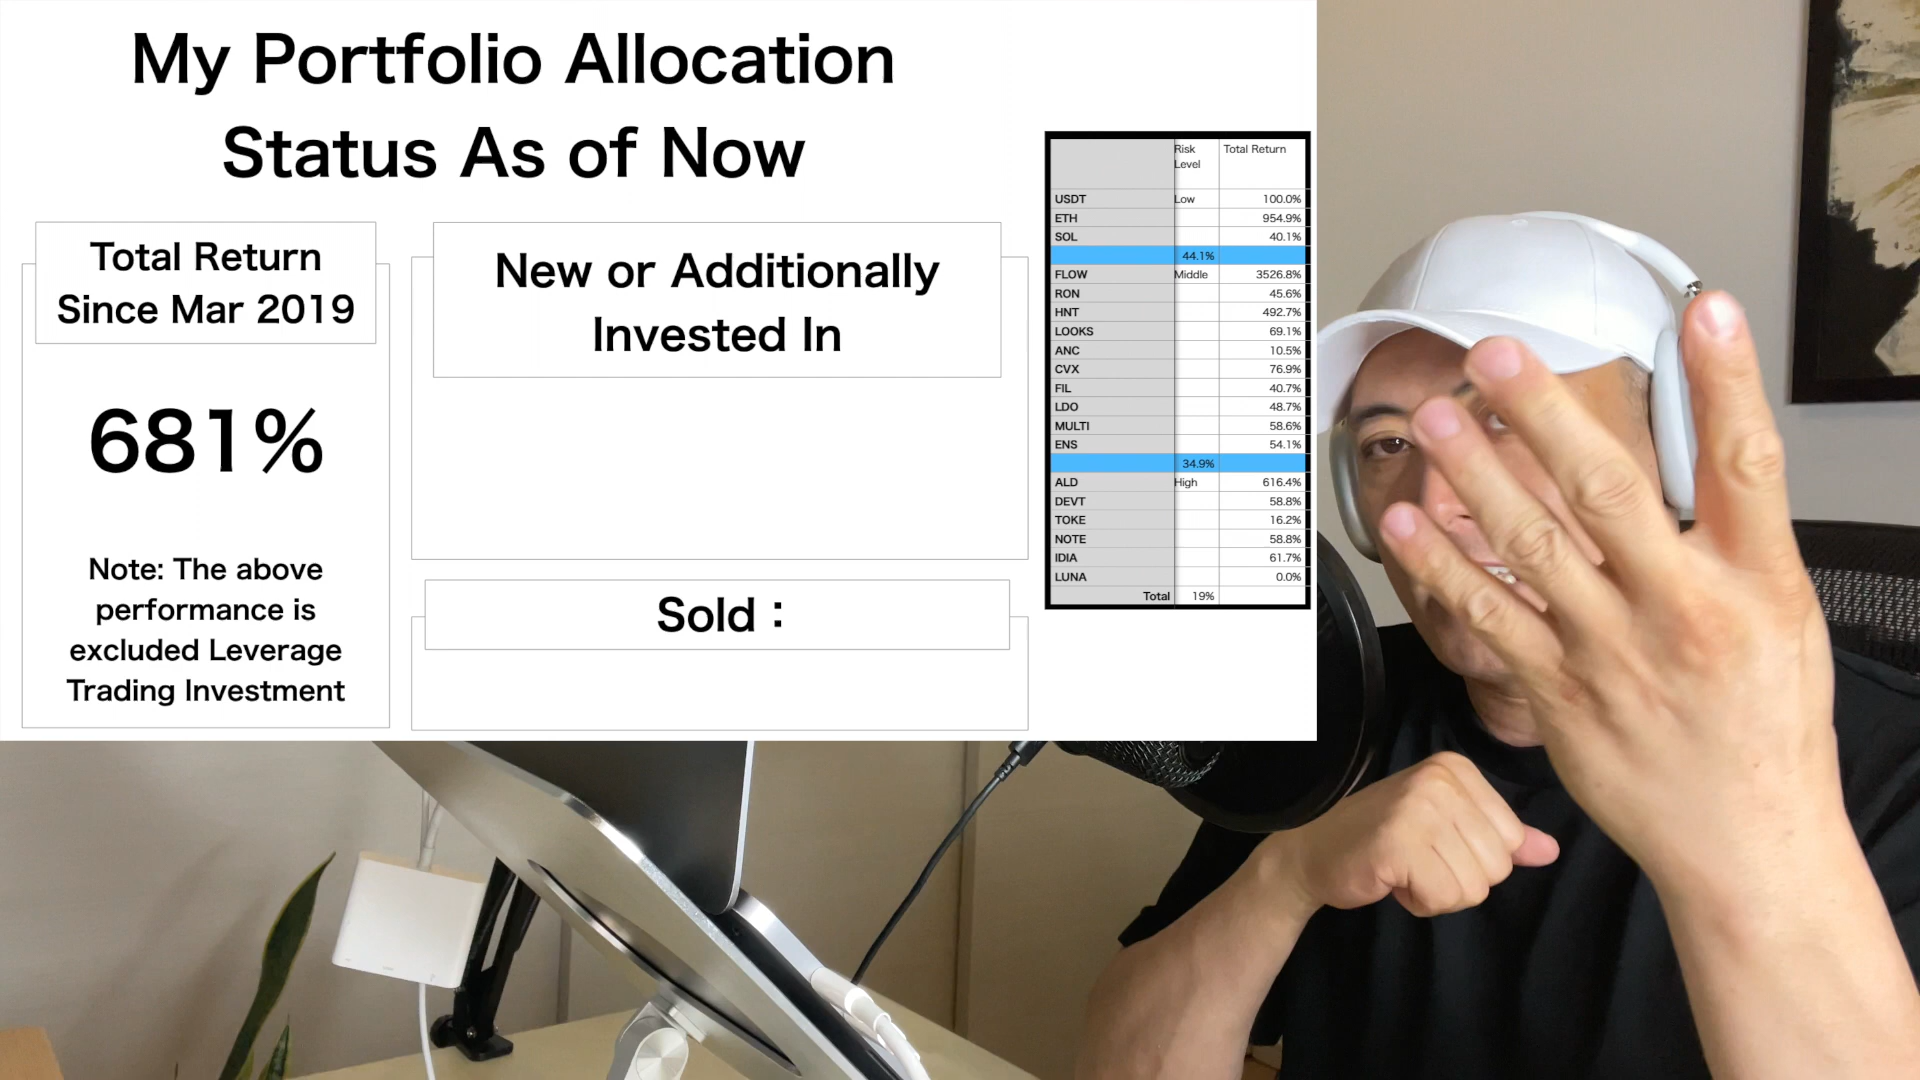 My Portfolio Allocation
Status As of Now
Total Return
Since Mar 2019
681%
Note: The above
performance is
excluded Leverage
Trading Investment
New or Additionally
Invested In
Sold：
Risk Level Total Return
USDT Low 100.0%
ETH 954.9%
SOL 40.1%
44.1%
FLOW Middle 3526.8%
RON 45.6%
HNT 492.7%
LOOKS 69.1%
ANC 10.5%
CVX 76.9%
FIL 40.7%
LDO 48.7%
MULTI 58.6%
ENS 54.1%
34.9%
ALD High 616.4%
DEVT 58.8%
TOKE 16.2%
NOTE 58.8%
IDIA 61.7%
LUNA 0.0%
Total 19%